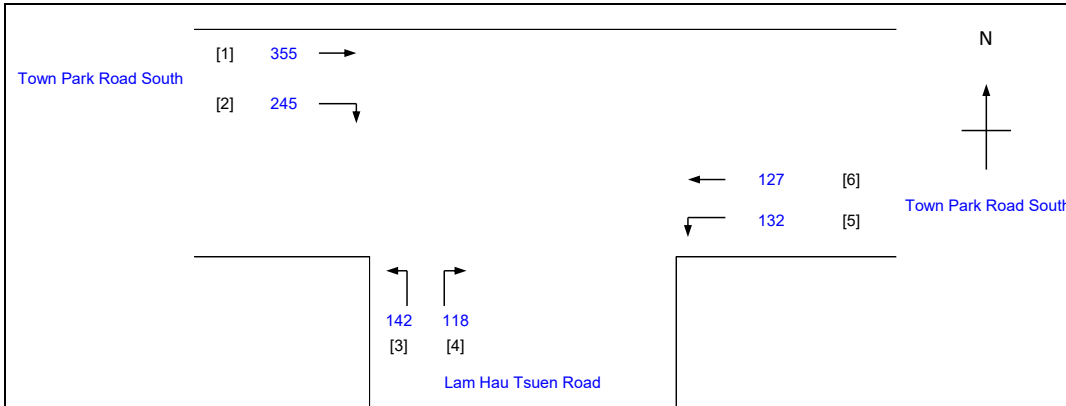 [1] 355
N
Town Park Road South
[2] 245
127 [6]
Town Park Road South
132 [5]
142 118
[3] [4]
Lam Hau Tsuen Road